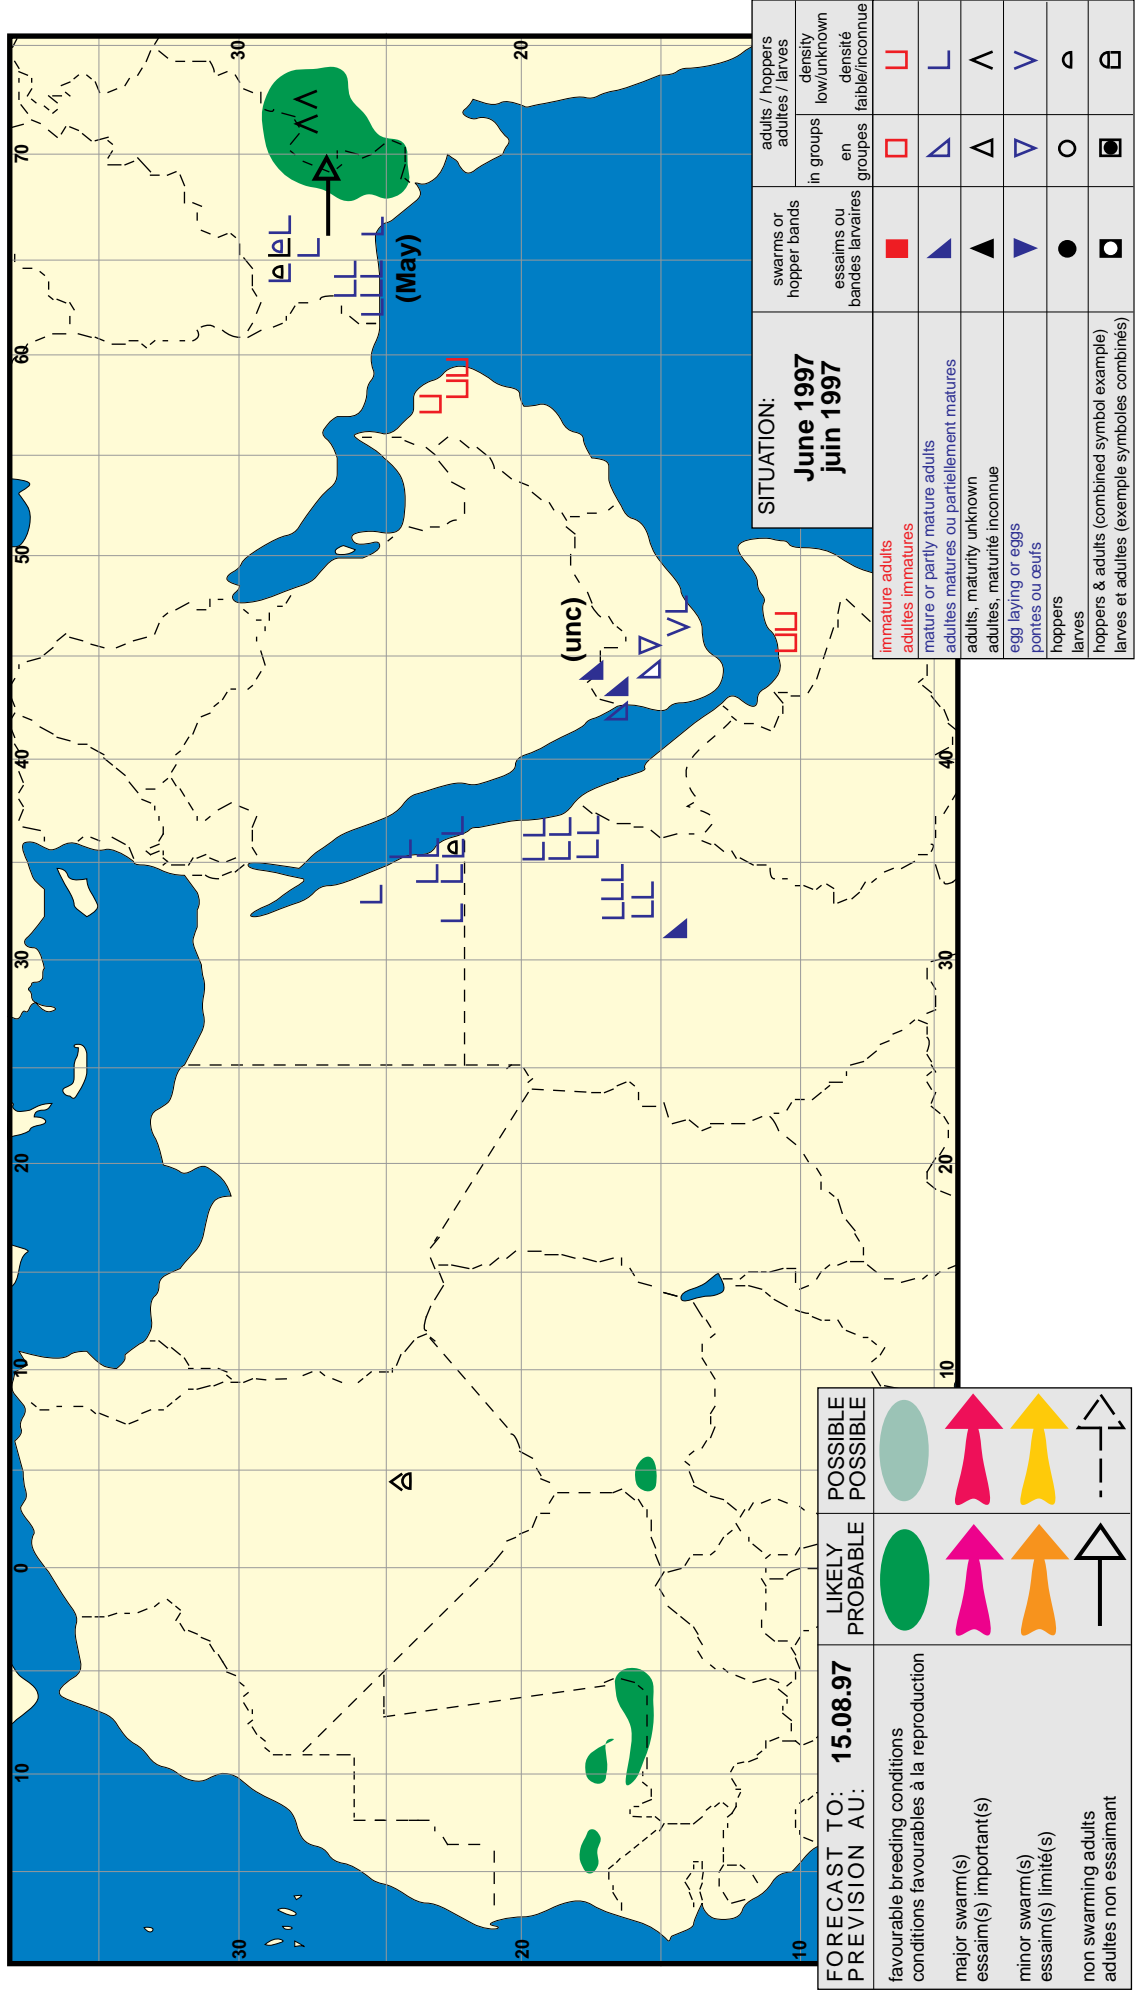 30
20
10
0
10
20
30
40
50
60
70
30
20
10
30
20
10
30
40
(May)
(unc)
FORECAST TO:
PREVISION AU:
15.08.97
LIKELY
PROBABLE
POSSIBLE
POSSIBLE
favourable breeding conditions
conditions favourables à la reproduction
major swarm(s)
essaim(s) important(s)
minor swarm(s)
essaim(s) limité(s)
non swarming adults
adultes non essaimant
SITUATION:
June 1997
juin 1997
swarms or
hopper bands
essaims ou
bandes larvaires
adults / hoppers
adultes / larves
in groups
en
groupes
density
low/unknown
densité
faible/inconnue
immature adults
adultes immatures
mature or partly mature adults
adultes matures ou partiellement matures
adults, maturity unknown
adultes, maturité inconnue
egg laying or eggs
pontes ou œufs
hoppers
larves
hoppers & adults (combined symbol example)
larves et adultes (exemple symboles combinés)